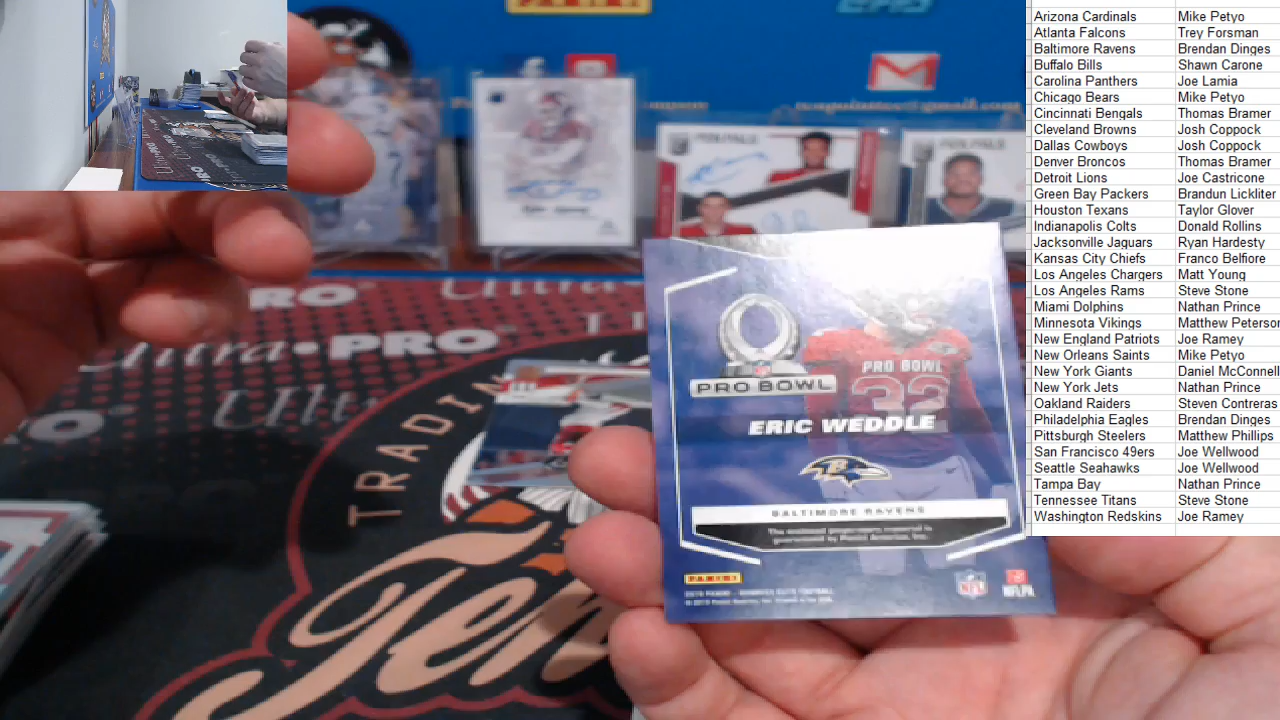 Arizona Cardinals Mike Petyo
Atlanta Falcons Trey Forsman
Baltimore Ravens Brendan Dinges
Buffalo Bills Shawn Carone
Carolina Panthers Joe Lamia
Chicago Bears Mike Petyo
Cincinnati Bengals Thomas Bramer
Cleveland Browns Josh Coppock
Dallas Cowboys Josh Coppock
Denver Broncos Thomas Bramer
Detroit Lions Joe Castricone
Green Bay Packers Brandun Lickliter
Houston Texans Taylor Glover
Indianapolis Colts Donald Rollins
Jacksonville Jaguars Ryan Hardesty
Kansas City Chiefs Franco Belfiore
Los Angeles Chargers Matt Young
Los Angeles Rams Steve Stone
Miami Dolphins Nathan Prince
Minnesota Vikings Matthew Peterso
New England Patriots Joe Ramey
New Orleans Saints Mike Petyo
New York Giants Daniel McConnell
New York Jets Nathan Prince
Oakland Raiders Steven Contreras
Philadelphia Eagles Brendan Dinges
Pittsburgh Steelers Matthew Phillips
San Francisco 49ers Joe Wellwood
Seattle Seahawks Joe Wellwood
Tampa Bay Nathan Prince
Tennessee Titans Steve Stone
Washington Redskins Joe Ramey
PRO BOWL
PRO BOWL
32
ERIC WEDDLE
BALTIMORE RAVENS
PANINI
NFL
NFLPA
Ultra PRO
TRADIN